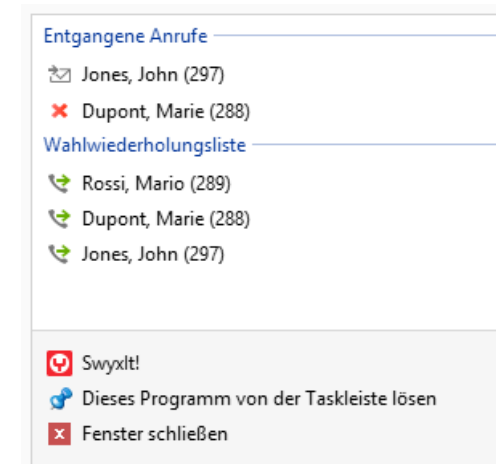 Entgangene Anrufe
Jones, John (297)
Dupont, Marie (288)
Wahlwiederholungsliste
Rossi, Mario (289)
Dupont, Marie (288)
Jones, John (297)
SwyxIt!
Dieses Programm von der Taskleiste lösen
Fenster schließen